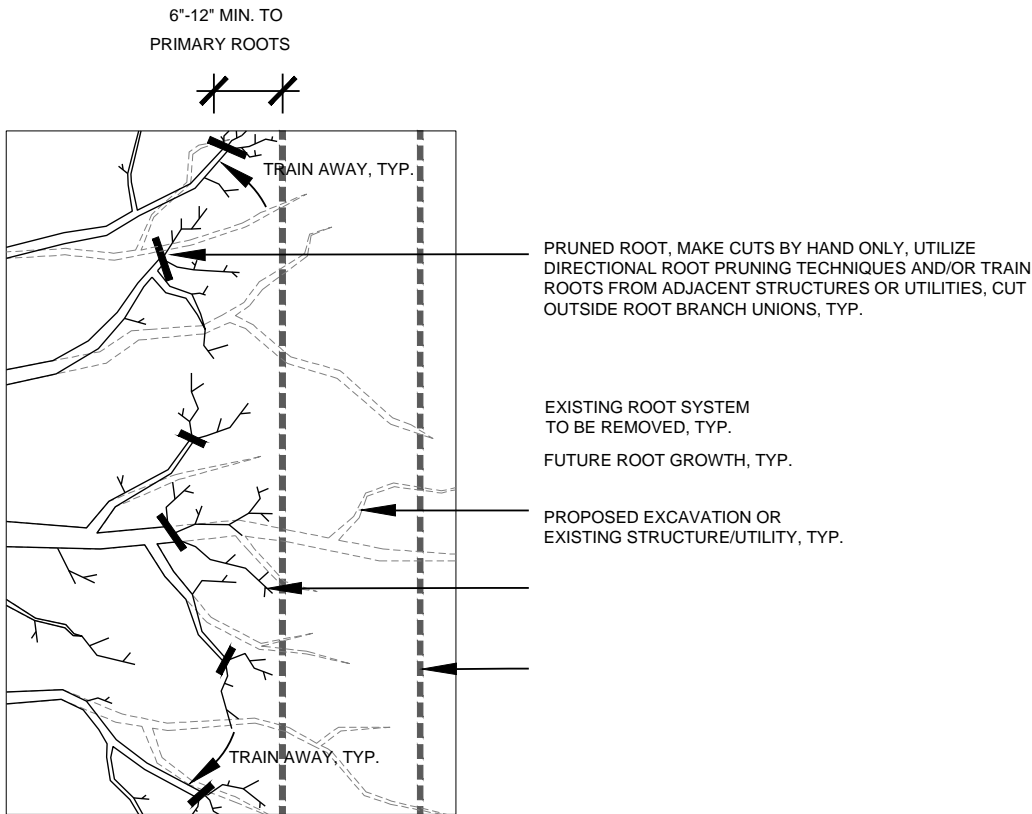 6"-12" MIN. TO
PRIMARY ROOTS
TRAIN AWAY, TYP.
PRUNED ROOT, MAKE CUTS BY HAND ONLY, UTILIZE
DIRECTIONAL ROOT PRUNING TECHNIQUES AND/OR TRAIN
ROOTS FROM ADJACENT STRUCTURES OR UTILITIES, CUT
OUTSIDE ROOT BRANCH UNIONS, TYP.
EXISTING ROOT SYSTEM
TO BE REMOVED, TYP.
FUTURE ROOT GROWTH, TYP.
PROPOSED EXCAVATION OR
EXISTING STRUCTURE/UTILITY, TYP.
TRAIN AWAY, TYP.